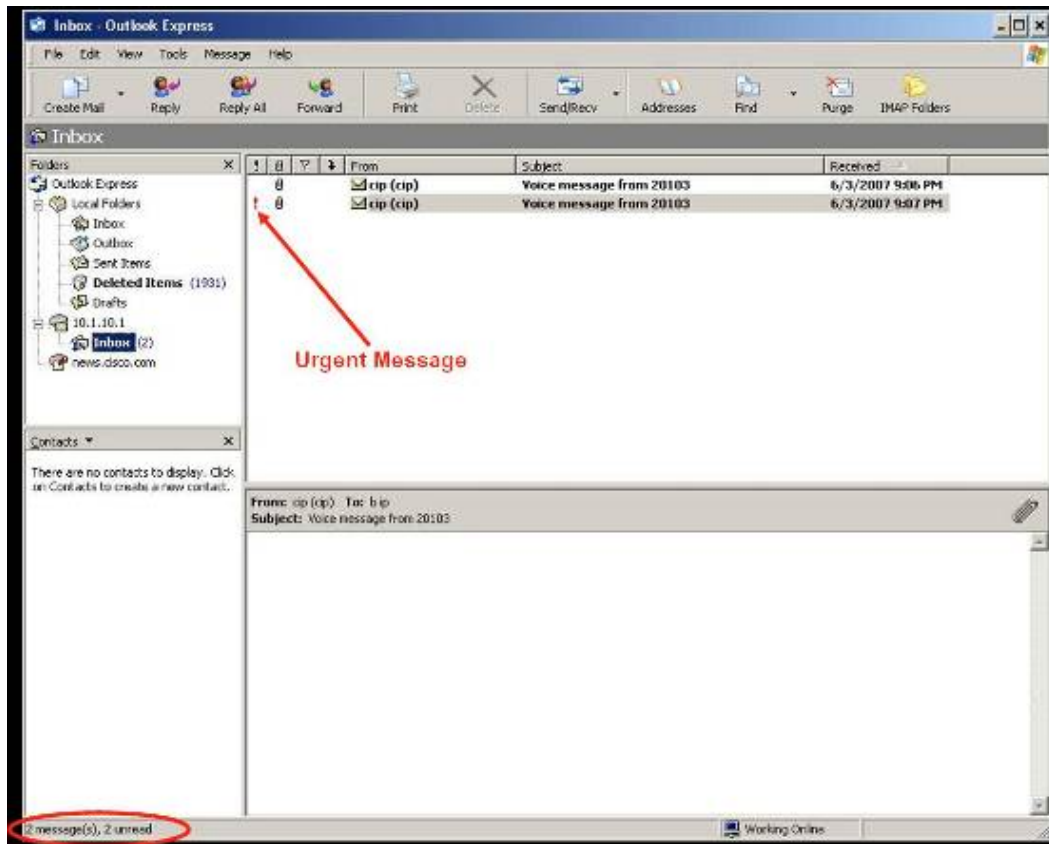 Inbox - Outlook Express
File Edit View Tools Message Help
Create Mail Reply Reply All Forward Print Delete Send/Recv Addresses Find Purge IMAP Folders
Inbox
Folders
Outlook Express
Local Folders
Inbox
Outbox
Sent Items
Deleted Items (1931)
Drafts
10.1.10.1
Inbox (2)
news.cisco.com
! From Subject Received
cip (cip) Voice message from 20103 6/3/2007 9:06 PM
! cip (cip) Voice message from 20103 6/3/2007 9:07 PM
Urgent Message
Contacts
There are no contacts to display. Click
on Contacts to create a new contact.
From: cip (cip) To: bip
Subject: Voice message from 20103
2 message(s), 2 unread
Working Online